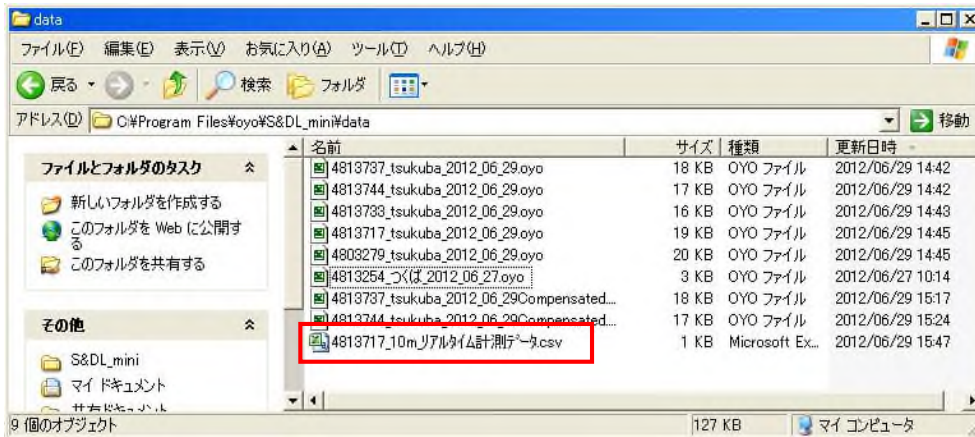 data
ファイル(F) 編集(E) 表示(V) お気に入り(A) ツール(T) ヘルプ(H)
戻る 検索 フォルダ
アドレス(D) C:¥Program Files¥oyo¥S&DL_mini¥data 移動
ファイルとフォルダのタスク
新しいフォルダを作成する
このフォルダを Web に公開す
る
このフォルダを共有する
その他
S&DL_mini
マイ ドキュメント
共有ドキュメント
名前 サイズ 種類 更新日時
4813737_tsukuba_2012_06_29.oyo 18 KB OYO ファイル 2012/06/29 14:42
4813744_tsukuba_2012_06_29.oyo 17 KB OYO ファイル 2012/06/29 14:42
4813733_tsukuba_2012_06_29.oyo 16 KB OYO ファイル 2012/06/29 14:43
4813717_tsukuba_2012_06_29.oyo 19 KB OYO ファイル 2012/06/29 14:45
4803279_tsukuba_2012_06_29.oyo 20 KB OYO ファイル 2012/06/29 14:45
4813254_つくば_2012_06_27.oyo 3 KB OYO ファイル 2012/06/27 10:14
4813737_tsukuba_2012_06_29Compensated.... 18 KB OYO ファイル 2012/06/29 15:17
4813744_tsukuba_2012_06_29Compensated.... 17 KB OYO ファイル 2012/06/29 15:24
4813717_10m_ﾘｱﾙﾀｲﾑ計測ﾃﾞｰﾀ.csv 1 KB Microsoft Ex... 2012/06/29 15:47
9 個のオブジェクト 127 KB マイ コンピュータ